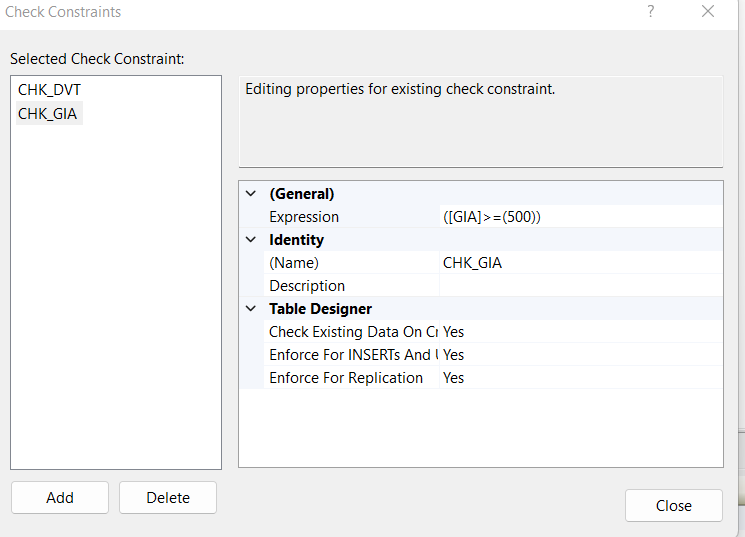 Check Constraints ?
Selected Check Constraint:
CHK_DVT
CHK_GIA
Editing properties for existing check constraint.
(General)
Expression ([GIA]>=(500))
Identity
(Name) CHK_GIA
Description
Table Designer
Check Existing Data On Cr Yes
Enforce For INSERTs And U Yes
Enforce For Replication Yes
Add Delete
Close